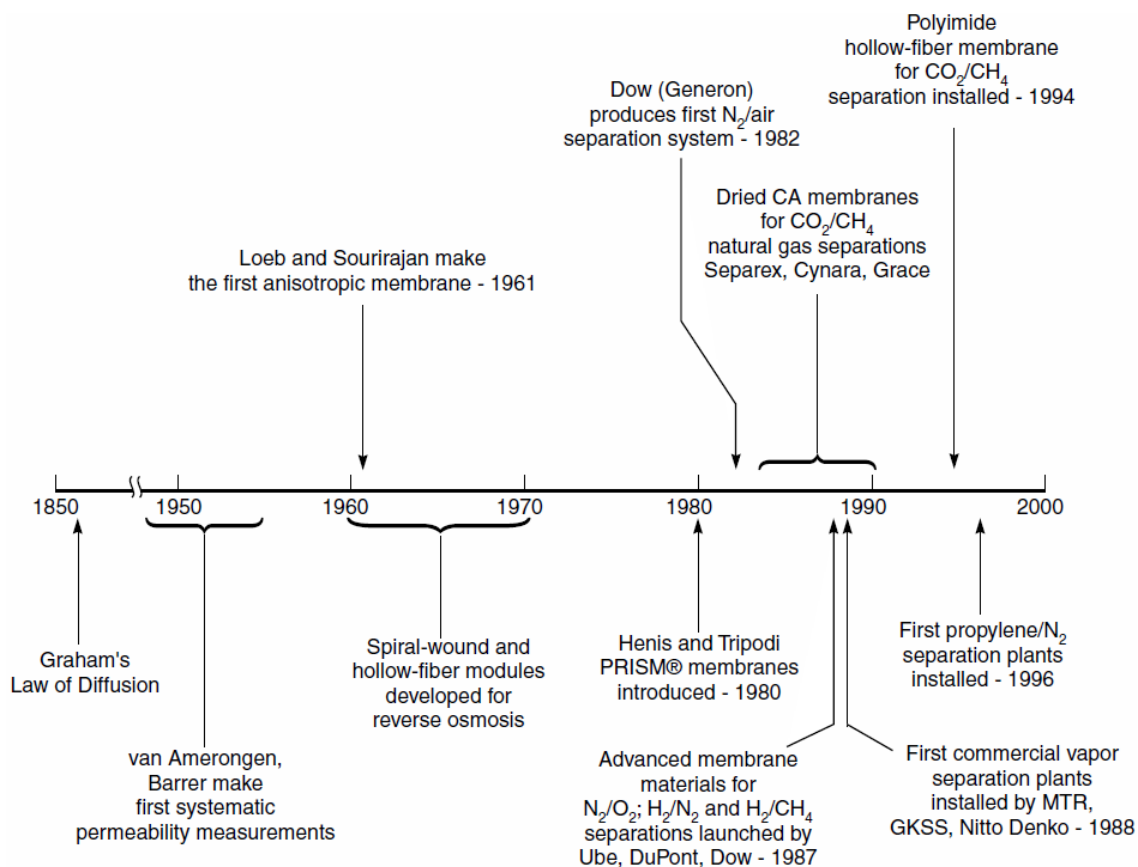 Polyimide
hollow-fiber membrane
for CO₂/CH₄
separation installed - 1994
Dow (Generon)
produces first N₂/air
separation system - 1982
Dried CA membranes
for CO₂/CH₄
natural gas separations
Separex, Cynara, Grace
Loeb and Sourirajan make
the first anisotropic membrane - 1961
1850 1950 1960 1970 1980 1990 2000
Graham's
Law of Diffusion
van Amerongen,
Barrer make
first systematic
permeability measurements
Spiral-wound and
hollow-fiber modules
developed for
reverse osmosis
Henis and Tripodi
PRISM® membranes
introduced - 1980
Advanced membrane
materials for
N₂/O₂; H₂/N₂ and H₂/CH₄
separations launched by
Ube, DuPont, Dow - 1987
First propylene/N₂
separation plants
installed - 1996
First commercial vapor
separation plants
installed by MTR,
GKSS, Nitto Denko - 1988